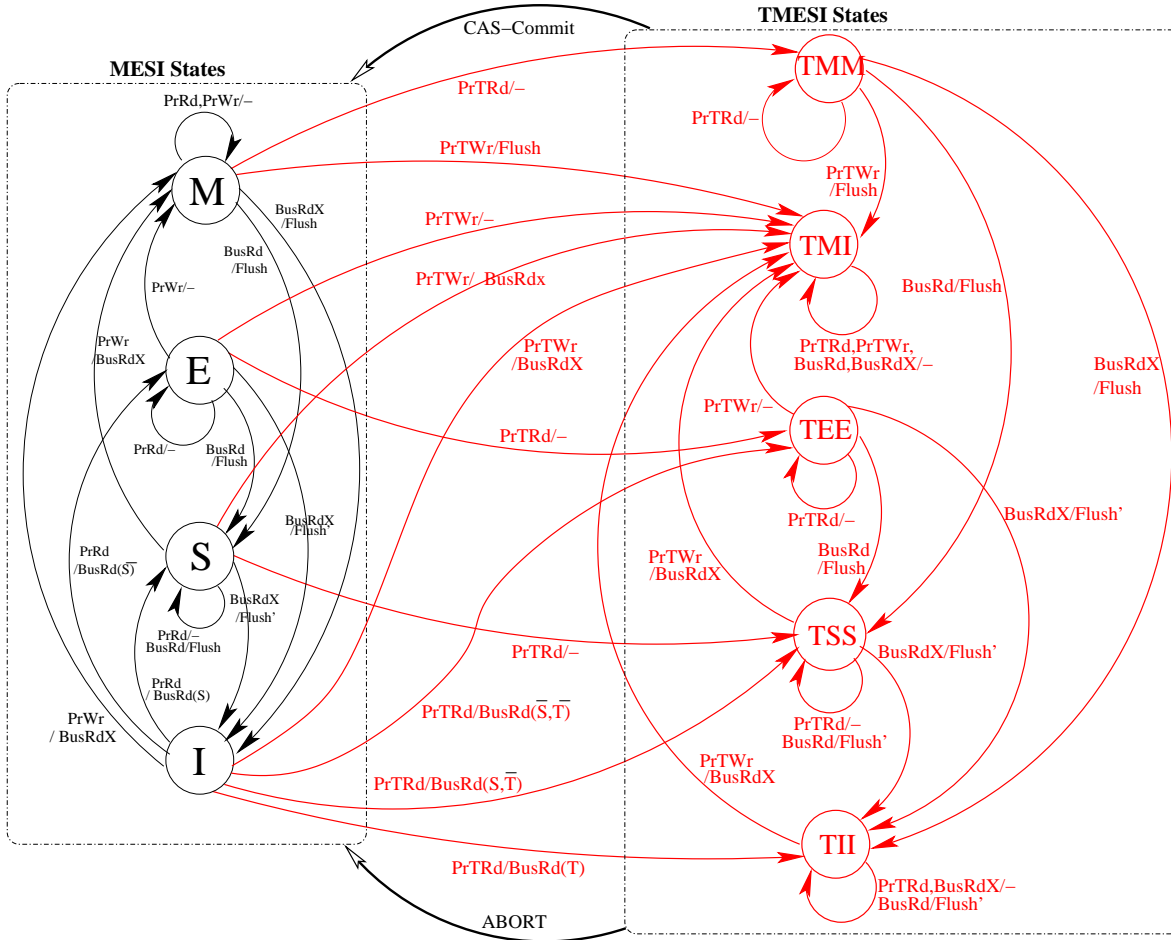 CAS–Commit
TMESI States
MESI States
PrRd,PrWr/–
M
PrTRd/–
TMM
PrTRd/–
PrTWr/Flush
PrTWr
/Flush
BusRdX
/Flush
BusRd
/Flush
PrWr/–
PrTWr/–
TMI
BusRd/Flush
PrTWr/ BusRdx
PrWr
/BusRdX
E
PrTWr
/BusRdX
PrTRd,PrTWr,
BusRd,BusRdX/–
BusRdX
/Flush
PrRd/–
BusRd
/Flush
PrTRd/–
PrTWr/–
TEE
PrTRd/–
BusRdX
/Flush’
BusRdX/Flush’
PrRd
/BusRd(S̅)
S
BusRd
/Flush
PrTWr
/BusRdX
BusRdX
/Flush’
PrRd/–
BusRd/Flush
TSS
PrTRd/–
BusRdX/Flush’
PrRd
/ BusRd(S)
PrTRd/BusRd(S̅,T̅)
PrTRd/–
BusRd/Flush’
PrWr
/ BusRdX
I
PrTRd/BusRd(S,T̅)
PrTWr
/BusRdX
TII
PrTRd/BusRd(T)
PrTRd,BusRdX/–
BusRd/Flush’
ABORT